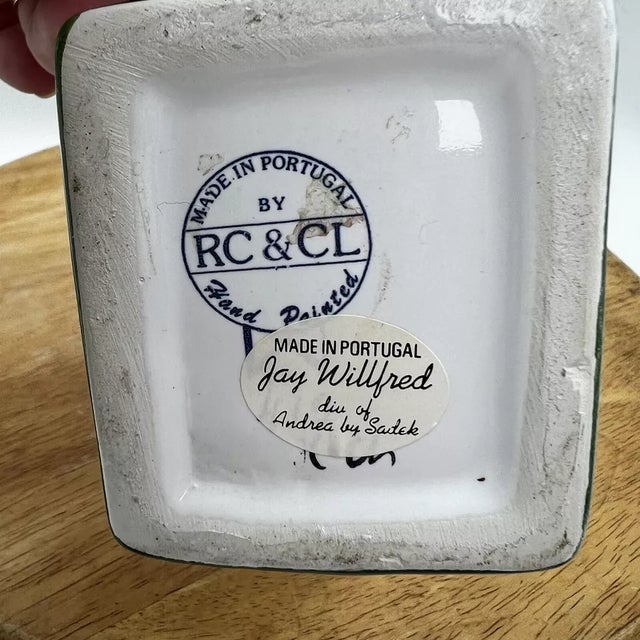 MADE.IN PORTUGAL
BY
RC & CL
Hand Painted
MADE IN PORTUGAL
Jay Willfred
div of
Andrea by Sadek